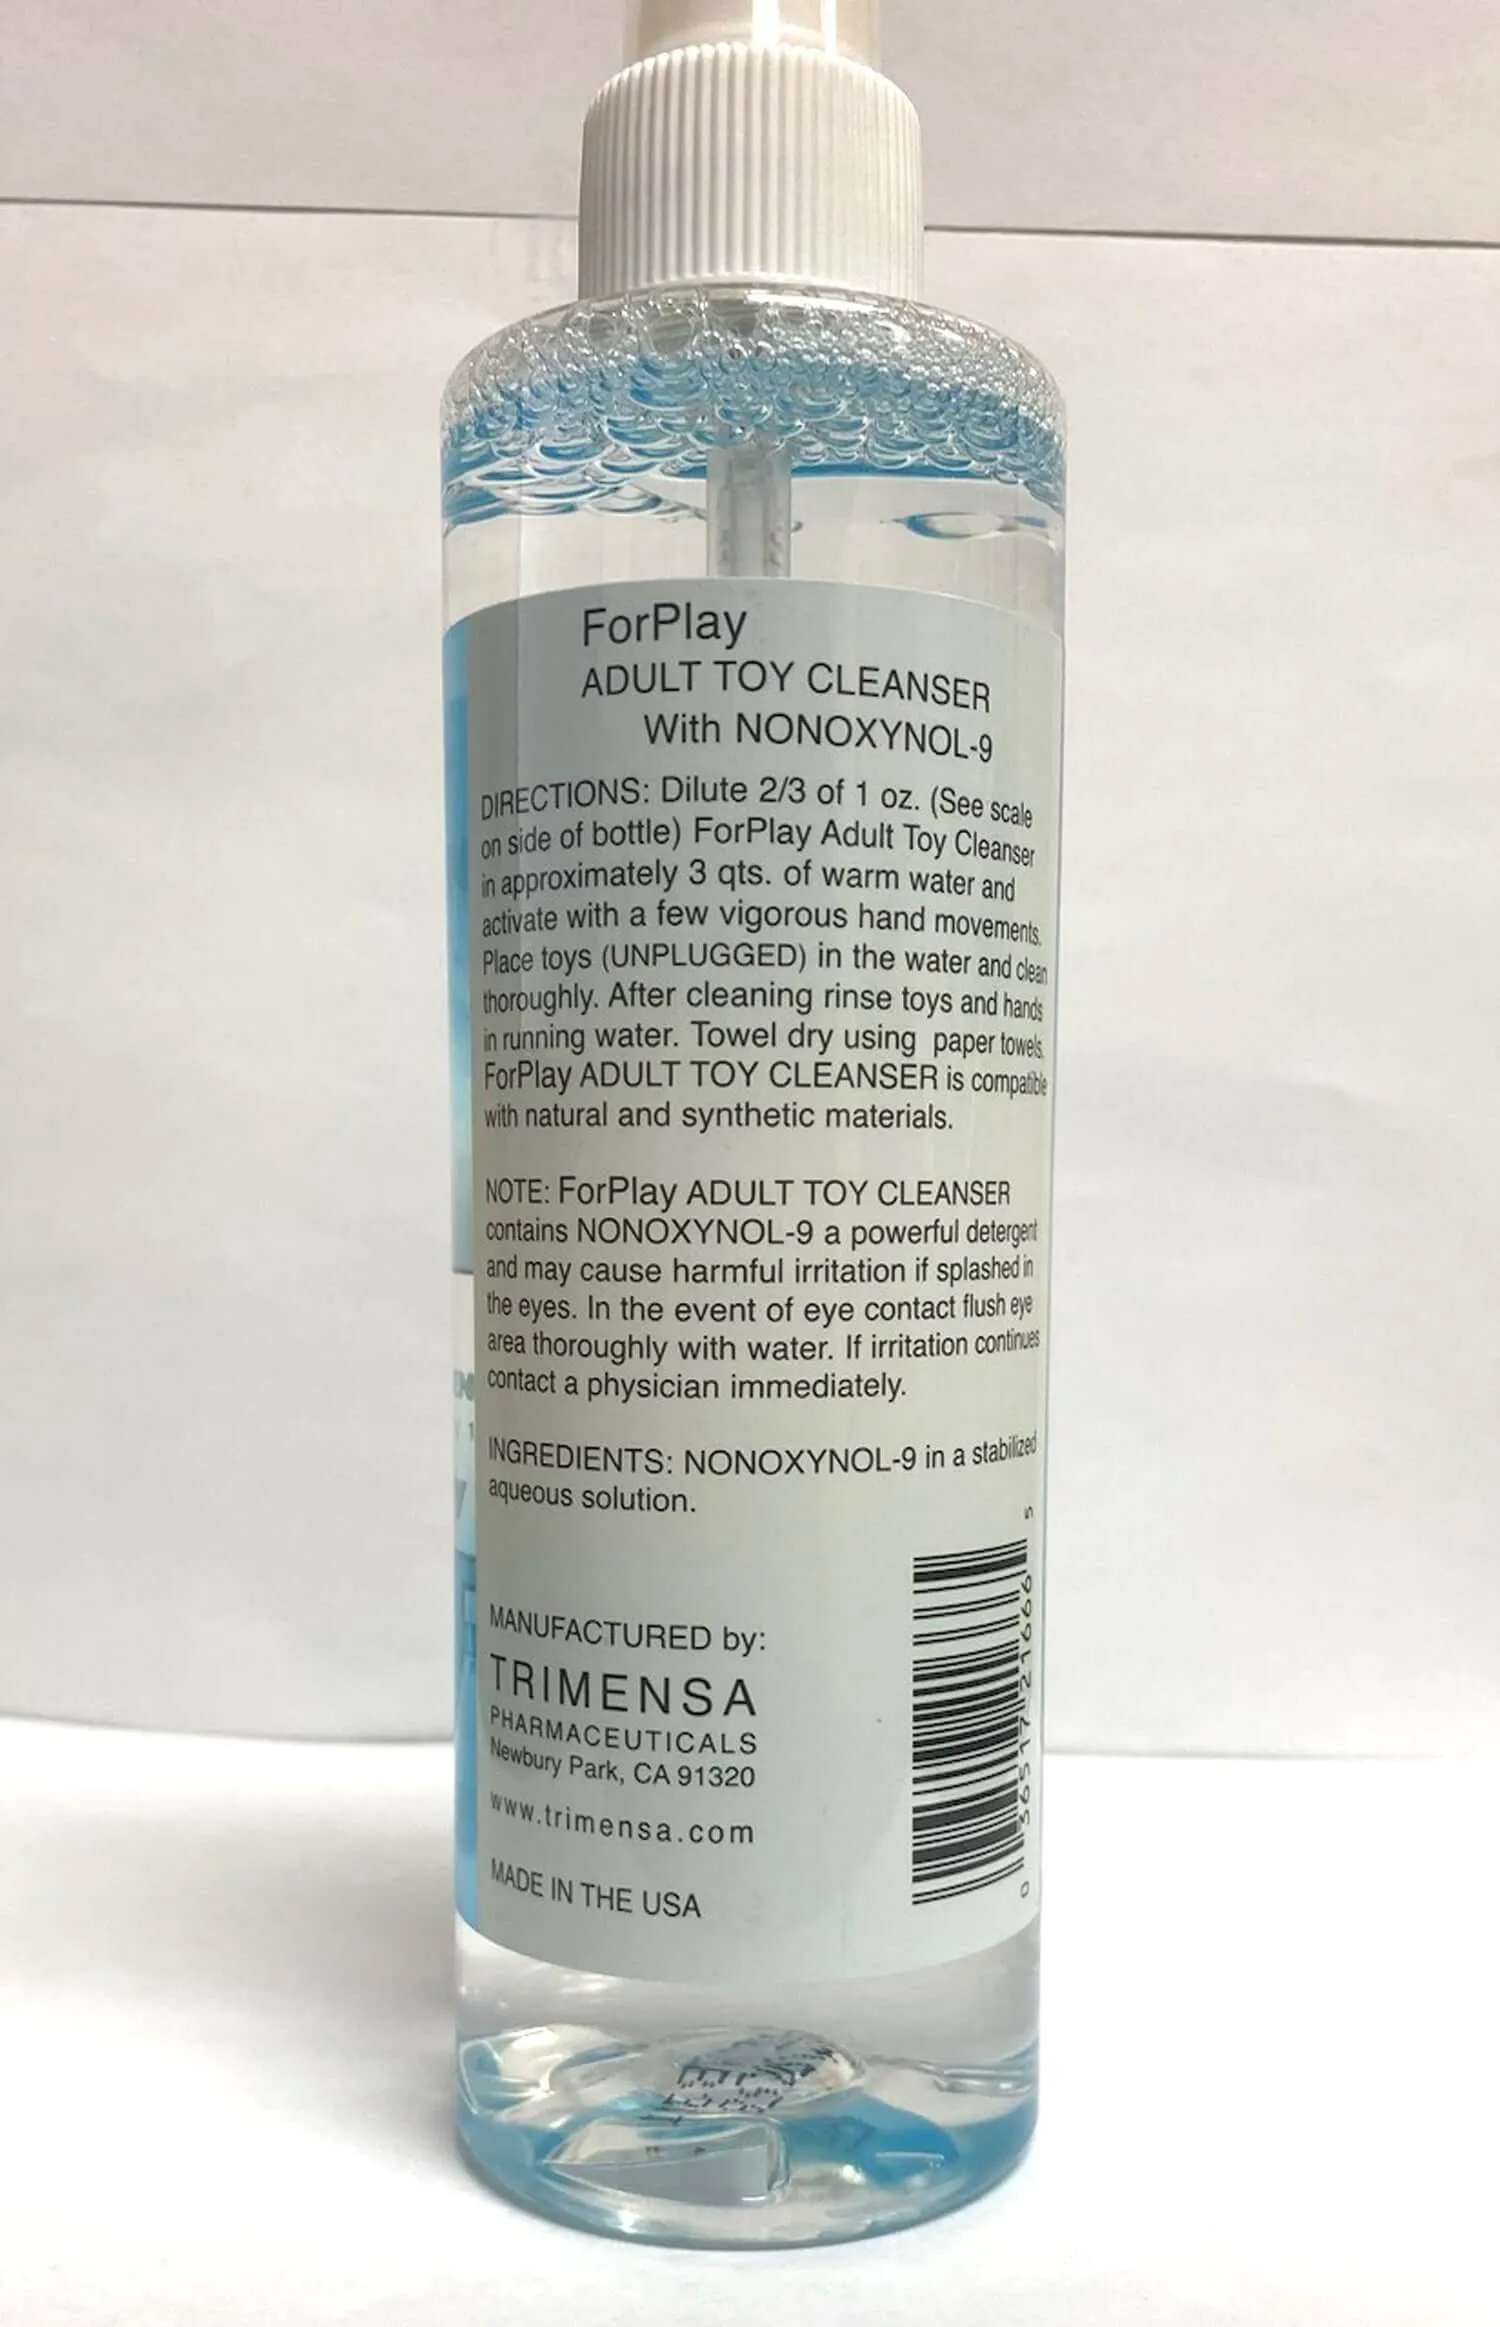 ForPlay
ADULT TOY CLEANSER
With NONOXYNOL-9
DIRECTIONS: Dilute 2/3 of 1 oz. (See scale
on side of bottle) ForPlay Adult Toy Cleanser
in approximately 3 qts. of warm water and
activate with a few vigorous hand movements.
Place toys (UNPLUGGED) in the water and clean
thoroughly. After cleaning rinse toys and hands
in running water. Towel dry using paper towels.
ForPlay ADULT TOY CLEANSER is compatible
with natural and synthetic materials.
NOTE: ForPlay ADULT TOY CLEANSER
contains NONOXYNOL-9 a powerful detergent
and may cause harmful irritation if splashed in
the eyes. In the event of eye contact flush eye
area thoroughly with water. If irritation continues
contact a physician immediately.
INGREDIENTS: NONOXYNOL-9 in a stabilized
aqueous solution.
MANUFACTURED by:
TRIMENSA
PHARMACEUTICALS
Newbury Park, CA 91320
www.trimensa.com
MADE IN THE USA
0 36517 21666 5